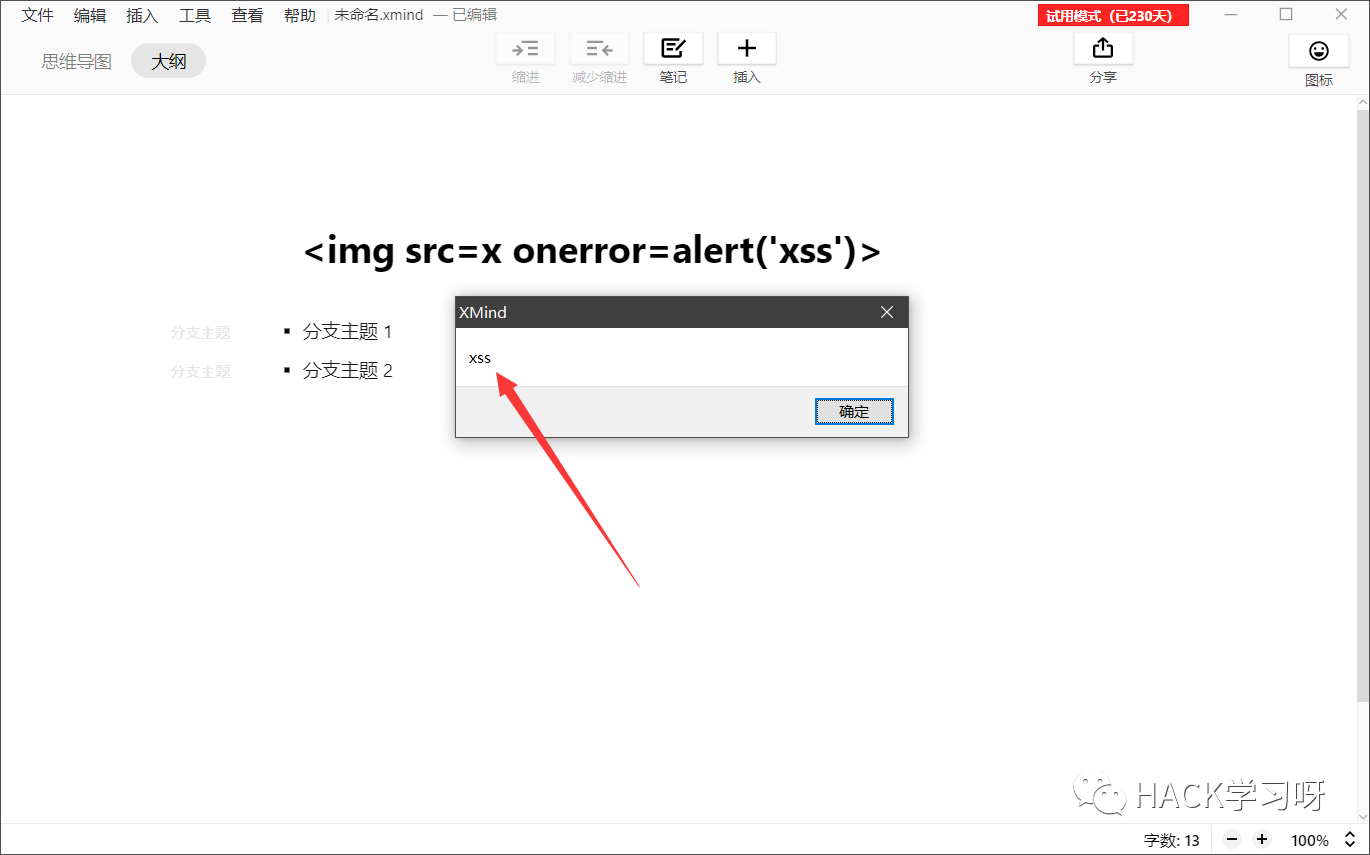 文件 编辑 插入 工具 查看 帮助 未命名.xmind — 已编辑 试用模式（已230天）
思维导图 大纲 缩进 减少缩进 笔记 插入 分享 图标
<img src=x onerror=alert('xss')>
分支主题 ▪ 分支主题 1
分支主题 ▪ 分支主题 2
XMind
xss
确定
HACK学习呀
字数: 13 100%